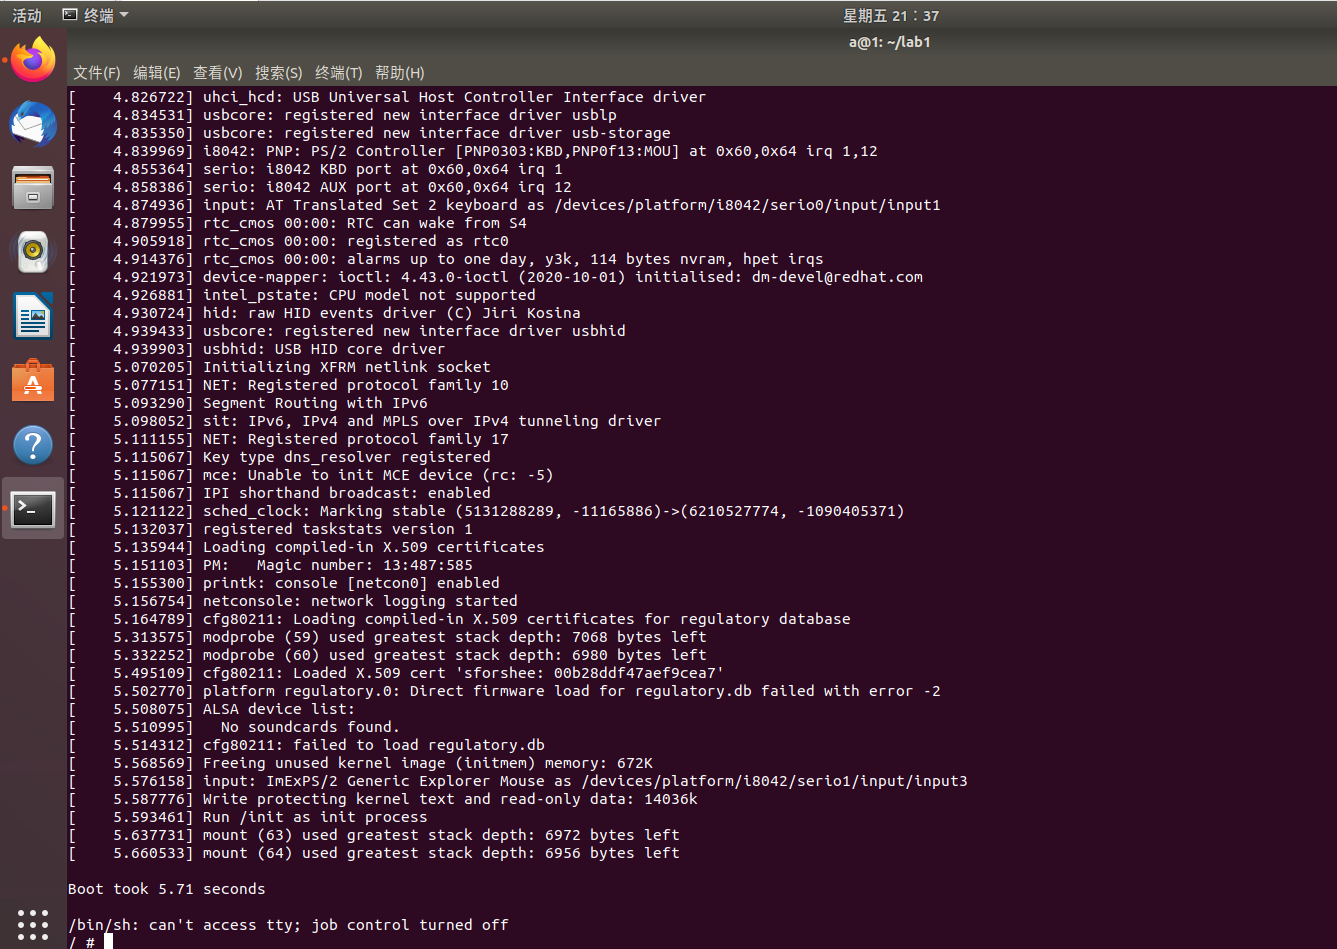 活动 终端 星期五 21：37
a@1: ~/lab1
文件(F) 编辑(E) 查看(V) 搜索(S) 终端(T) 帮助(H)
[    4.826722] uhci_hcd: USB Universal Host Controller Interface driver
[    4.834531] usbcore: registered new interface driver usblp
[    4.835350] usbcore: registered new interface driver usb-storage
[    4.839969] i8042: PNP: PS/2 Controller [PNP0303:KBD,PNP0f13:MOU] at 0x60,0x64 irq 1,12
[    4.855364] serio: i8042 KBD port at 0x60,0x64 irq 1
[    4.858386] serio: i8042 AUX port at 0x60,0x64 irq 12
[    4.874936] input: AT Translated Set 2 keyboard as /devices/platform/i8042/serio0/input/input1
[    4.879955] rtc_cmos 00:00: RTC can wake from S4
[    4.905918] rtc_cmos 00:00: registered as rtc0
[    4.914376] rtc_cmos 00:00: alarms up to one day, y3k, 114 bytes nvram, hpet irqs
[    4.921973] device-mapper: ioctl: 4.43.0-ioctl (2020-10-01) initialised: dm-devel@redhat.com
[    4.926881] intel_pstate: CPU model not supported
[    4.930724] hid: raw HID events driver (C) Jiri Kosina
[    4.939433] usbcore: registered new interface driver usbhid
[    4.939903] usbhid: USB HID core driver
[    5.070205] Initializing XFRM netlink socket
[    5.077151] NET: Registered protocol family 10
[    5.093290] Segment Routing with IPv6
[    5.098052] sit: IPv6, IPv4 and MPLS over IPv4 tunneling driver
[    5.111155] NET: Registered protocol family 17
[    5.115067] Key type dns_resolver registered
[    5.115067] mce: Unable to init MCE device (rc: -5)
[    5.115067] IPI shorthand broadcast: enabled
[    5.121122] sched_clock: Marking stable (5131288289, -11165886)->(6210527774, -1090405371)
[    5.132037] registered taskstats version 1
[    5.135944] Loading compiled-in X.509 certificates
[    5.151103] PM:   Magic number: 13:487:585
[    5.155300] printk: console [netcon0] enabled
[    5.156754] netconsole: network logging started
[    5.164789] cfg80211: Loading compiled-in X.509 certificates for regulatory database
[    5.313575] modprobe (59) used greatest stack depth: 7068 bytes left
[    5.332252] modprobe (60) used greatest stack depth: 6980 bytes left
[    5.495109] cfg80211: Loaded X.509 cert 'sforshee: 00b28ddf47aef9cea7'
[    5.502770] platform regulatory.0: Direct firmware load for regulatory.db failed with error -2
[    5.508075] ALSA device list:
[    5.510995]   No soundcards found.
[    5.514312] cfg80211: failed to load regulatory.db
[    5.568569] Freeing unused kernel image (initmem) memory: 672K
[    5.576158] input: ImExPS/2 Generic Explorer Mouse as /devices/platform/i8042/serio1/input/input3
[    5.587776] Write protecting kernel text and read-only data: 14036k
[    5.593461] Run /init as init process
[    5.637731] mount (63) used greatest stack depth: 6972 bytes left
[    5.660533] mount (64) used greatest stack depth: 6956 bytes left
Boot took 5.71 seconds
/bin/sh: can't access tty; job control turned off
/ #